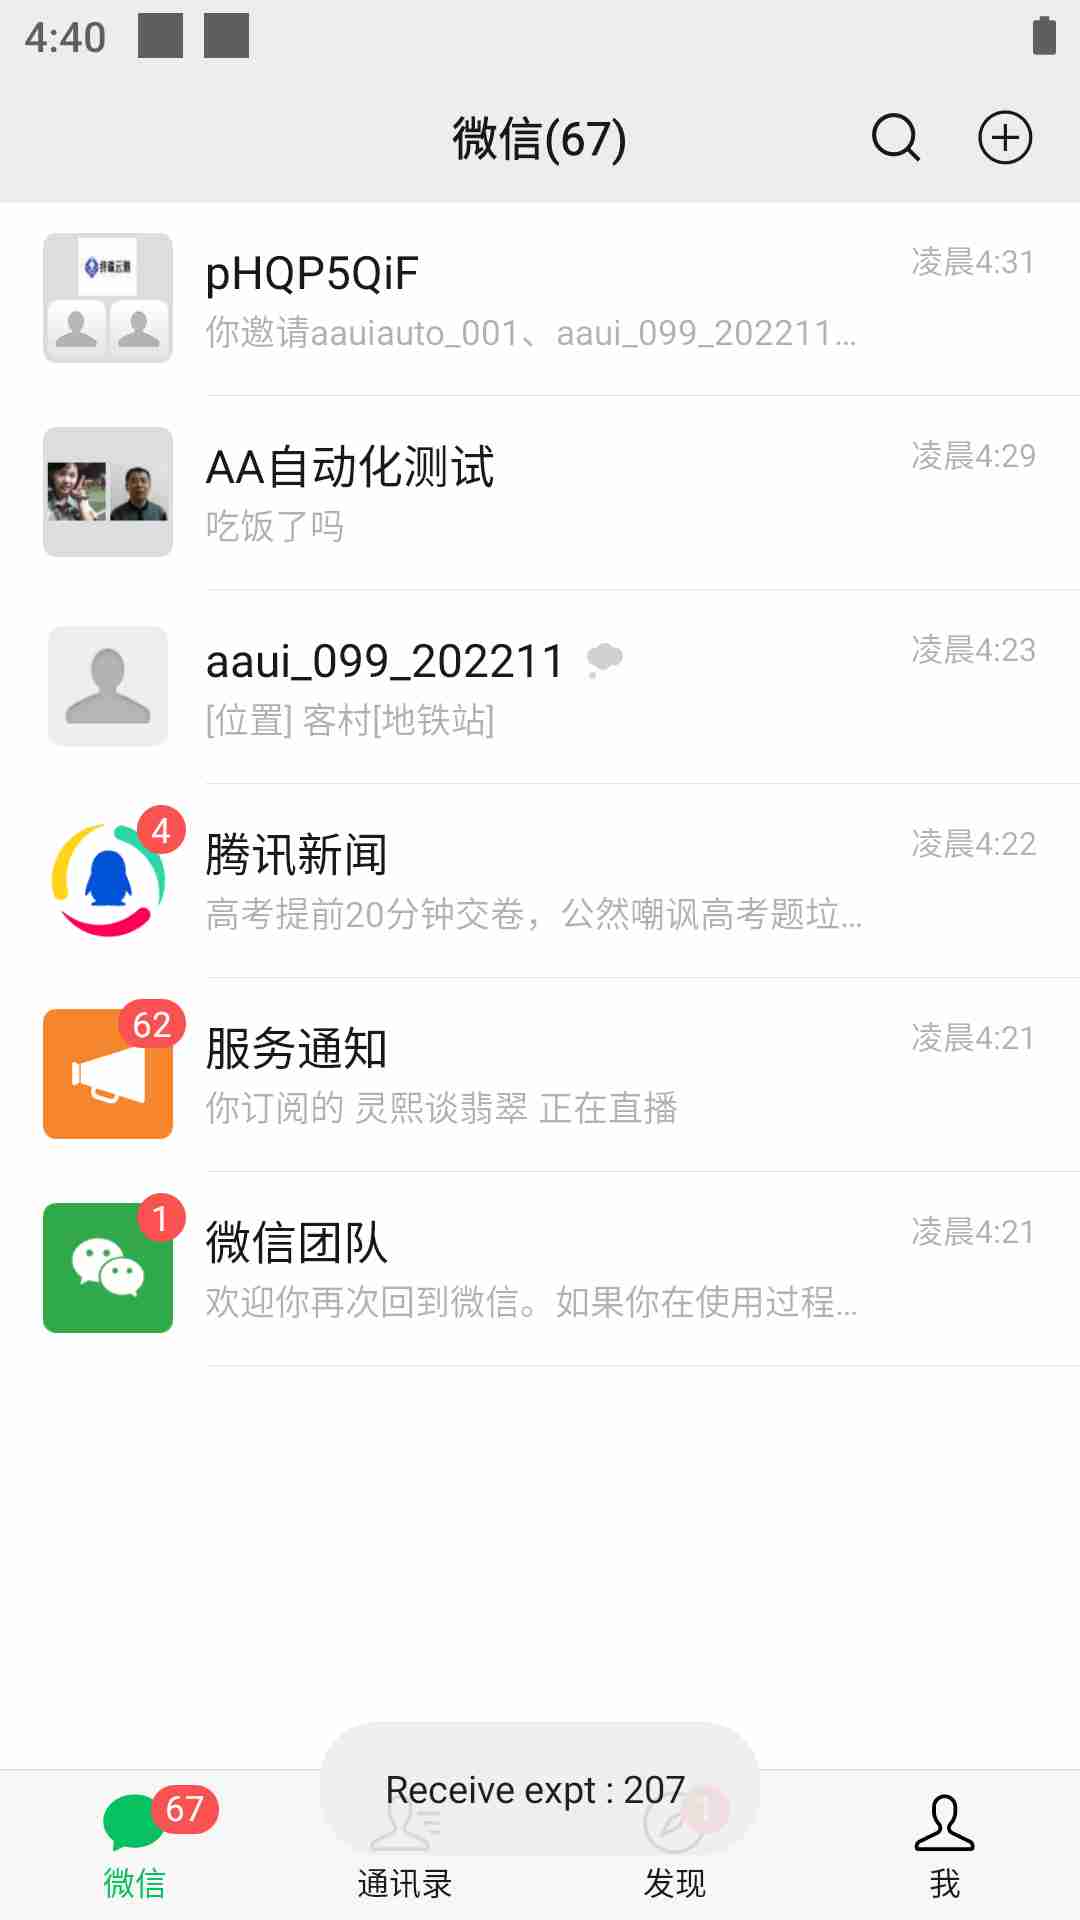 4:40
微信(67)
终端云测
pHQP5QiF
凌晨4:31
你邀请aauiauto_001、aaui_099_202211...
AA自动化测试
凌晨4:29
吃饭了吗
aaui_099_202211
凌晨4:23
[位置] 客村[地铁站]
4
腾讯新闻
凌晨4:22
高考提前20分钟交卷，公然嘲讽高考题垃...
62
服务通知
凌晨4:21
你订阅的 灵熙谈翡翠 正在直播
1
微信团队
凌晨4:21
欢迎你再次回到微信。如果你在使用过程...
Receive expt : 207
67
1
微信
通讯录
发现
我